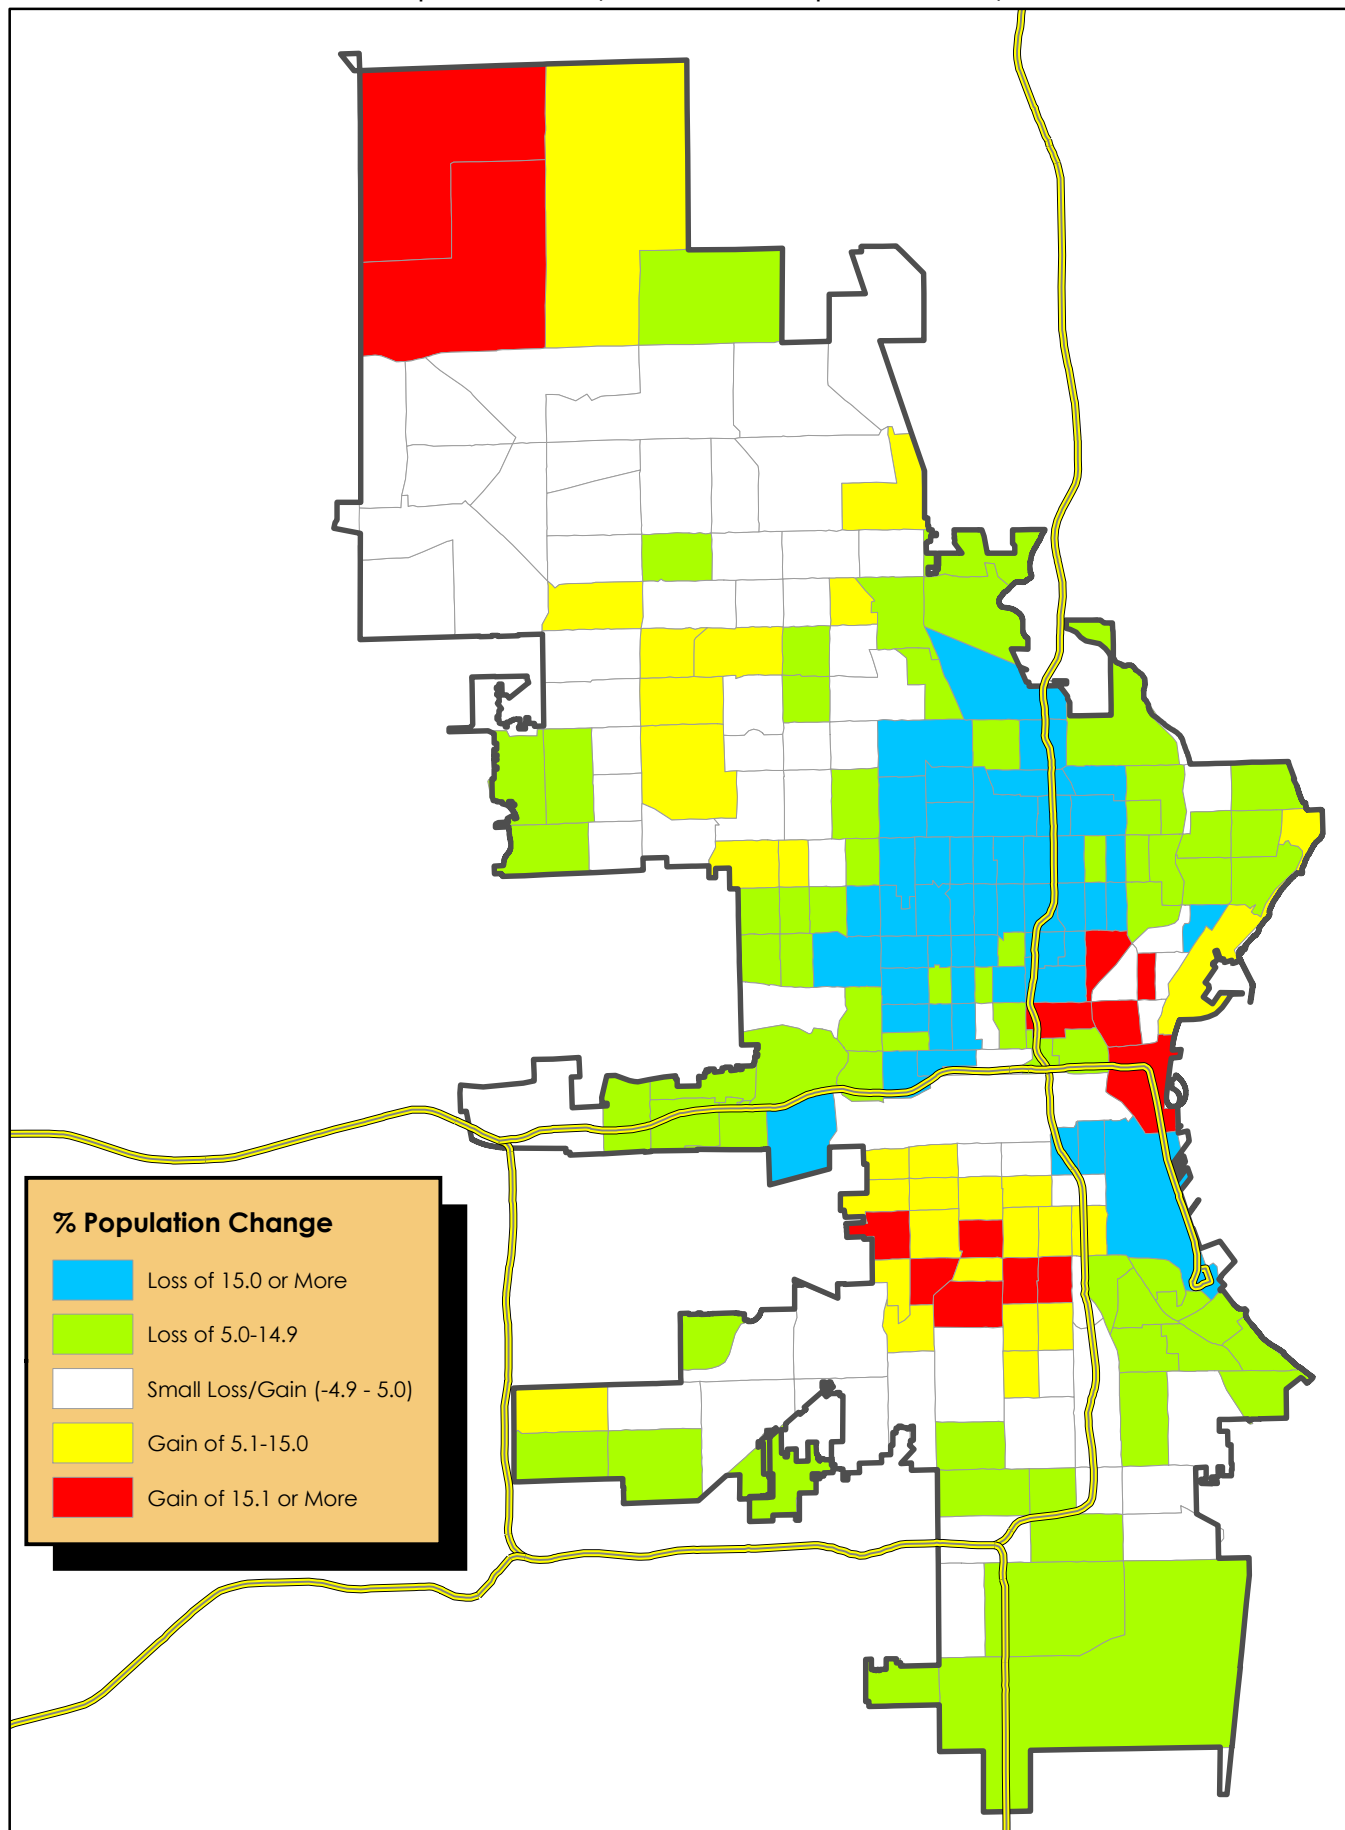 % Population Change
Loss of 15.0 or More
Loss of 5.0-14.9
Small Loss/Gain (-4.9 - 5.0)
Gain of 5.1-15.0
Gain of 15.1 or More